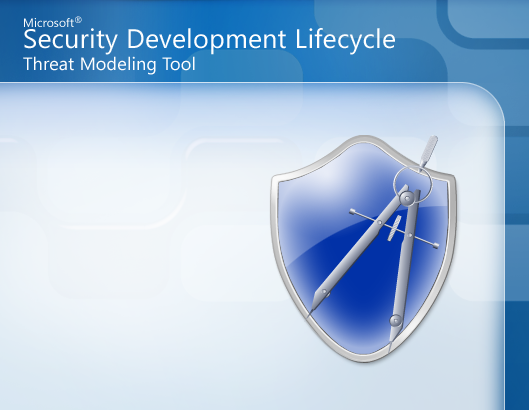 Microsoft®
Security Development Lifecycle
Threat Modeling Tool